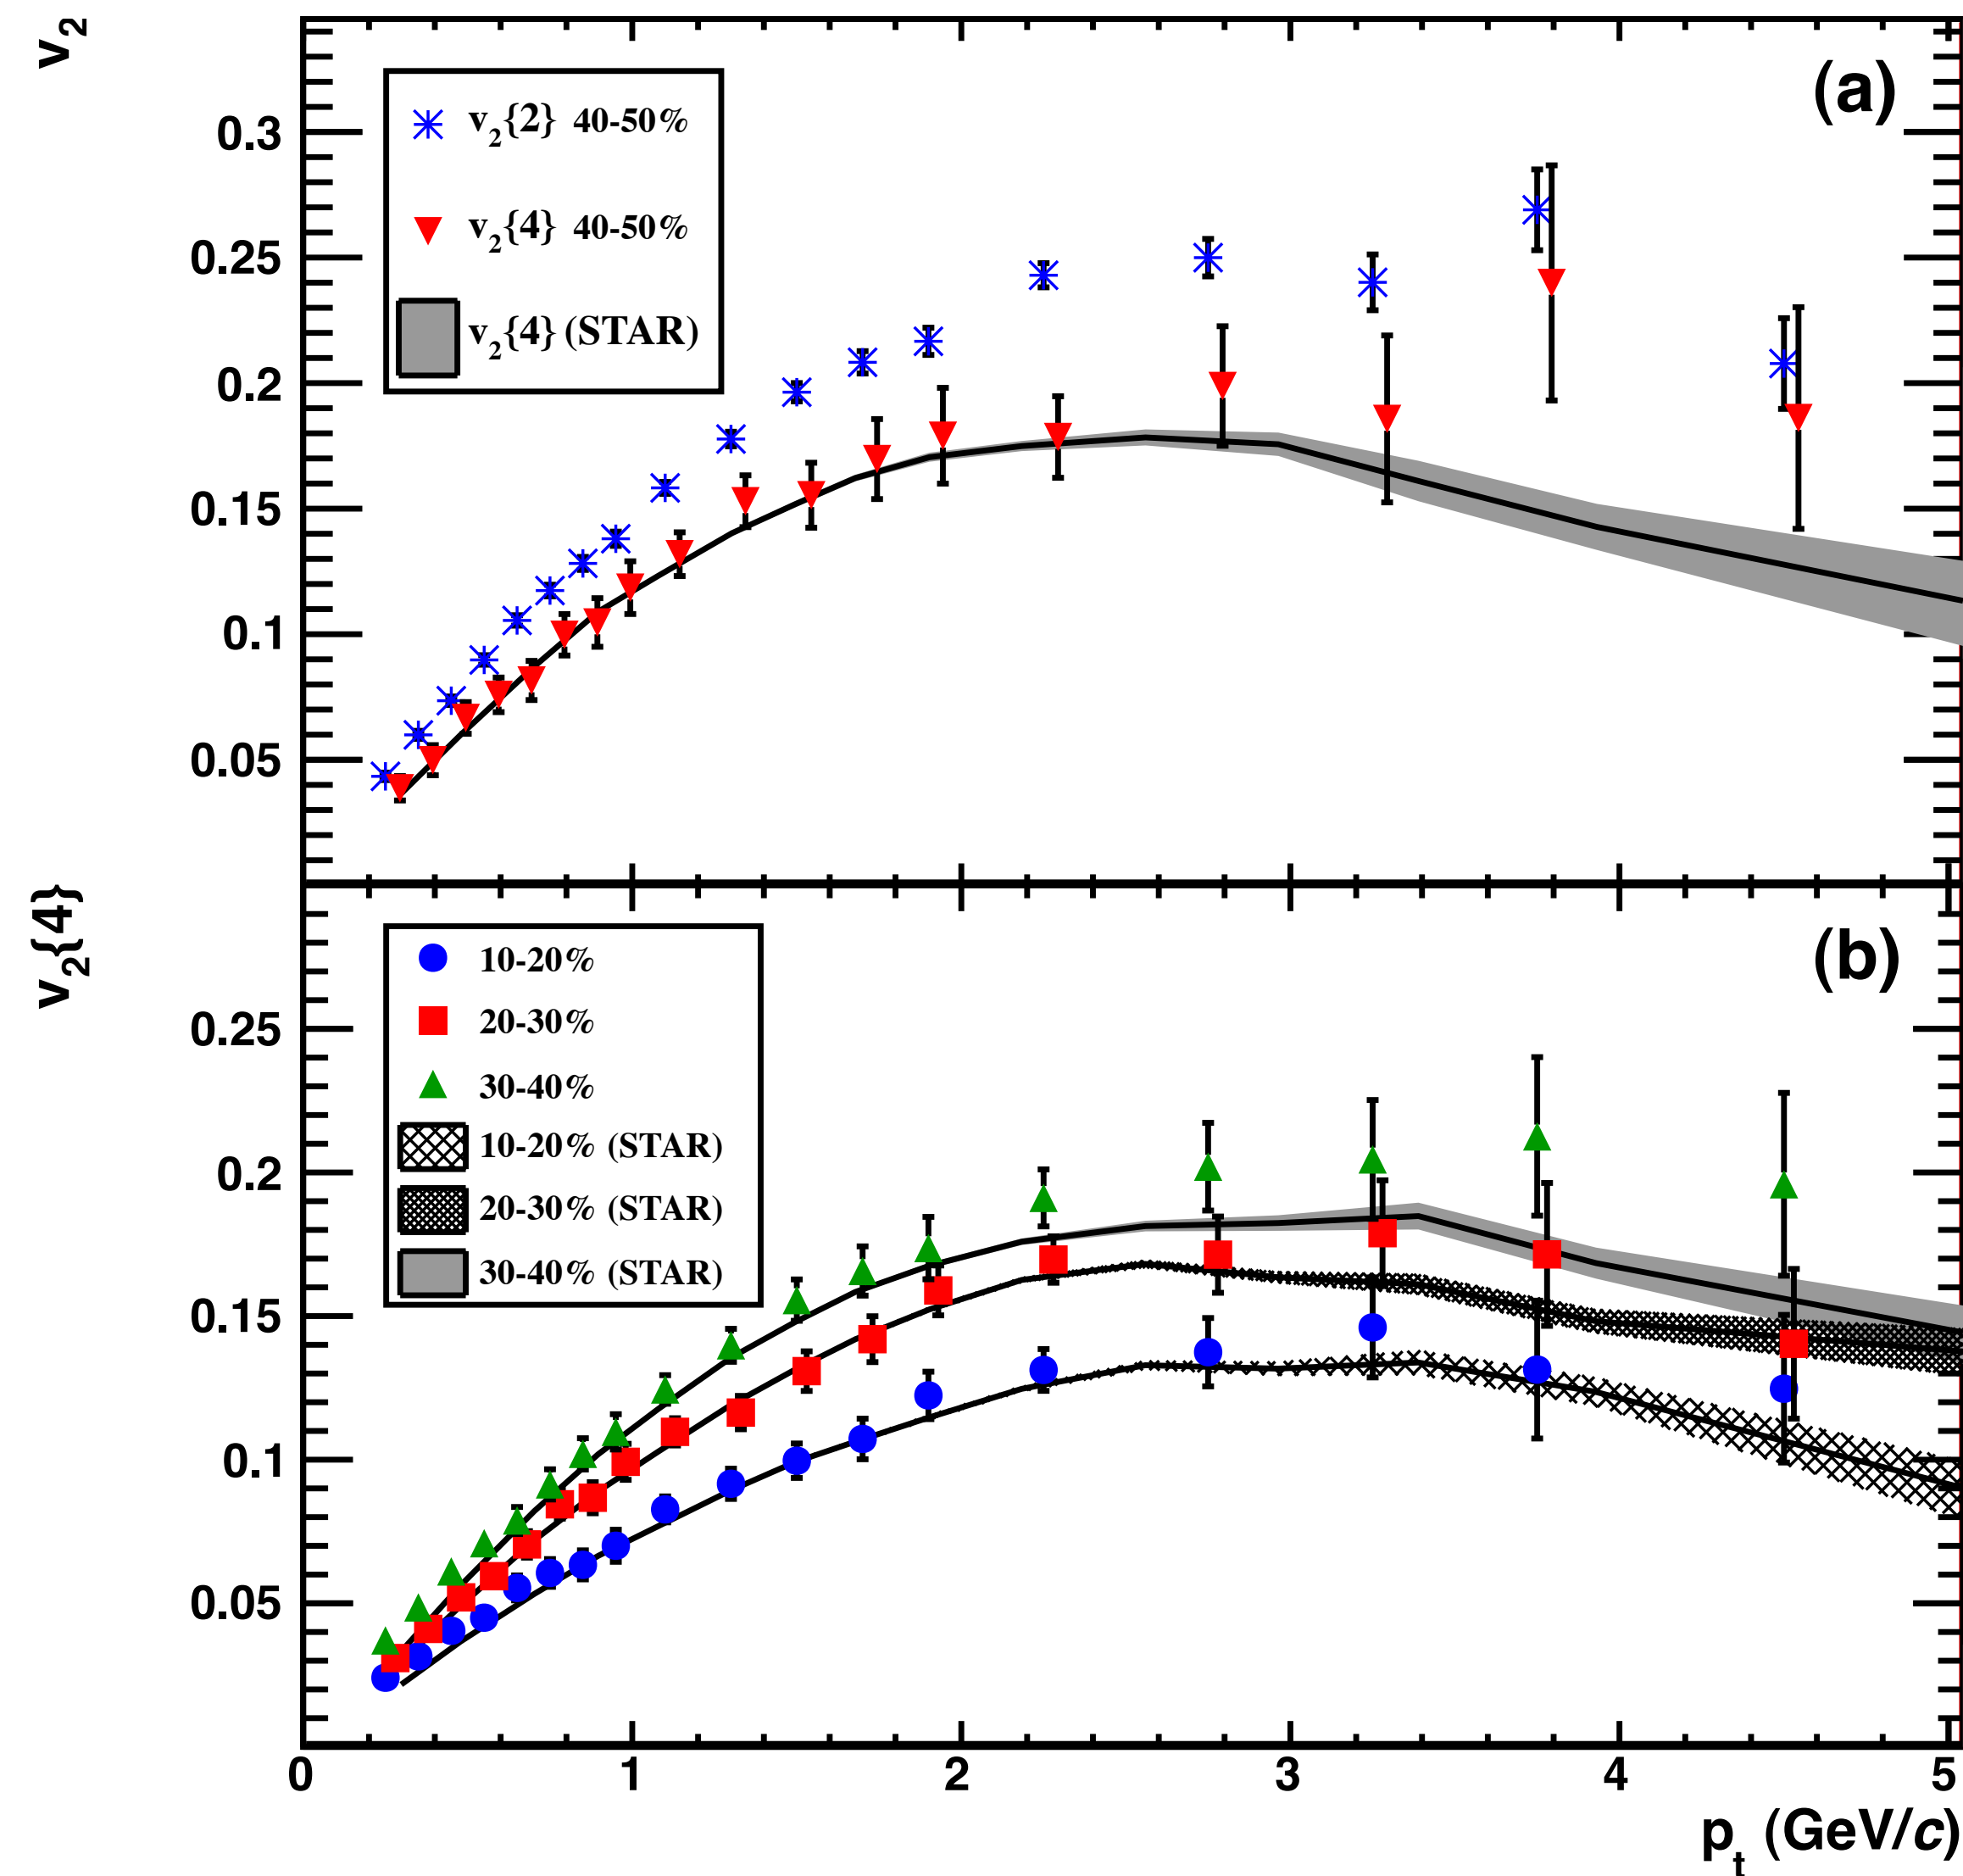 v2
(a)
v2{2} 40-50%
v2{4} 40-50%
v2{4} (STAR)
0.3
0.25
0.2
0.15
0.1
0.05
v2{4}
(b)
10-20%
20-30%
30-40%
10-20% (STAR)
20-30% (STAR)
30-40% (STAR)
0.25
0.2
0.15
0.1
0.05
0 1 2 3 4 5
pt (GeV/c)